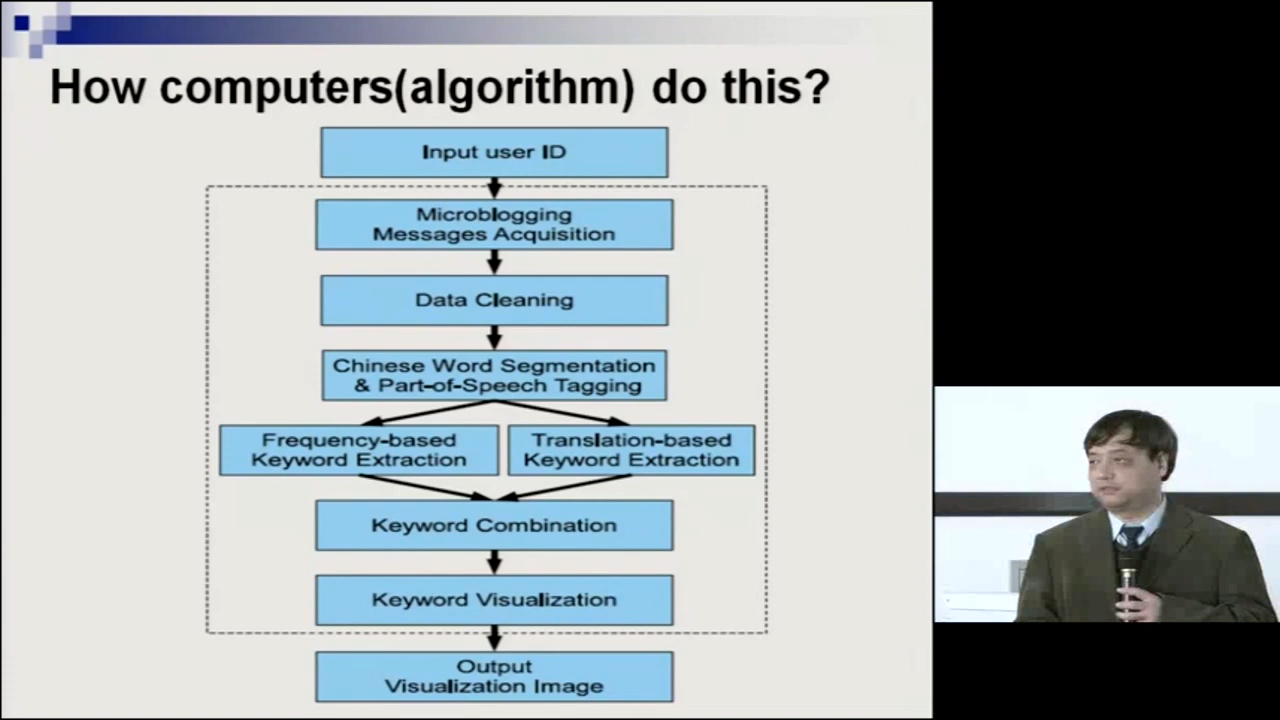 How computers(algorithm) do this?
Input user ID
Microblogging
Messages Acquisition
Data Cleaning
Chinese Word Segmentation
& Part-of-Speech Tagging
Frequency-based
Keyword Extraction
Translation-based
Keyword Extraction
Keyword Combination
Keyword Visualization
Output
Visualization Image